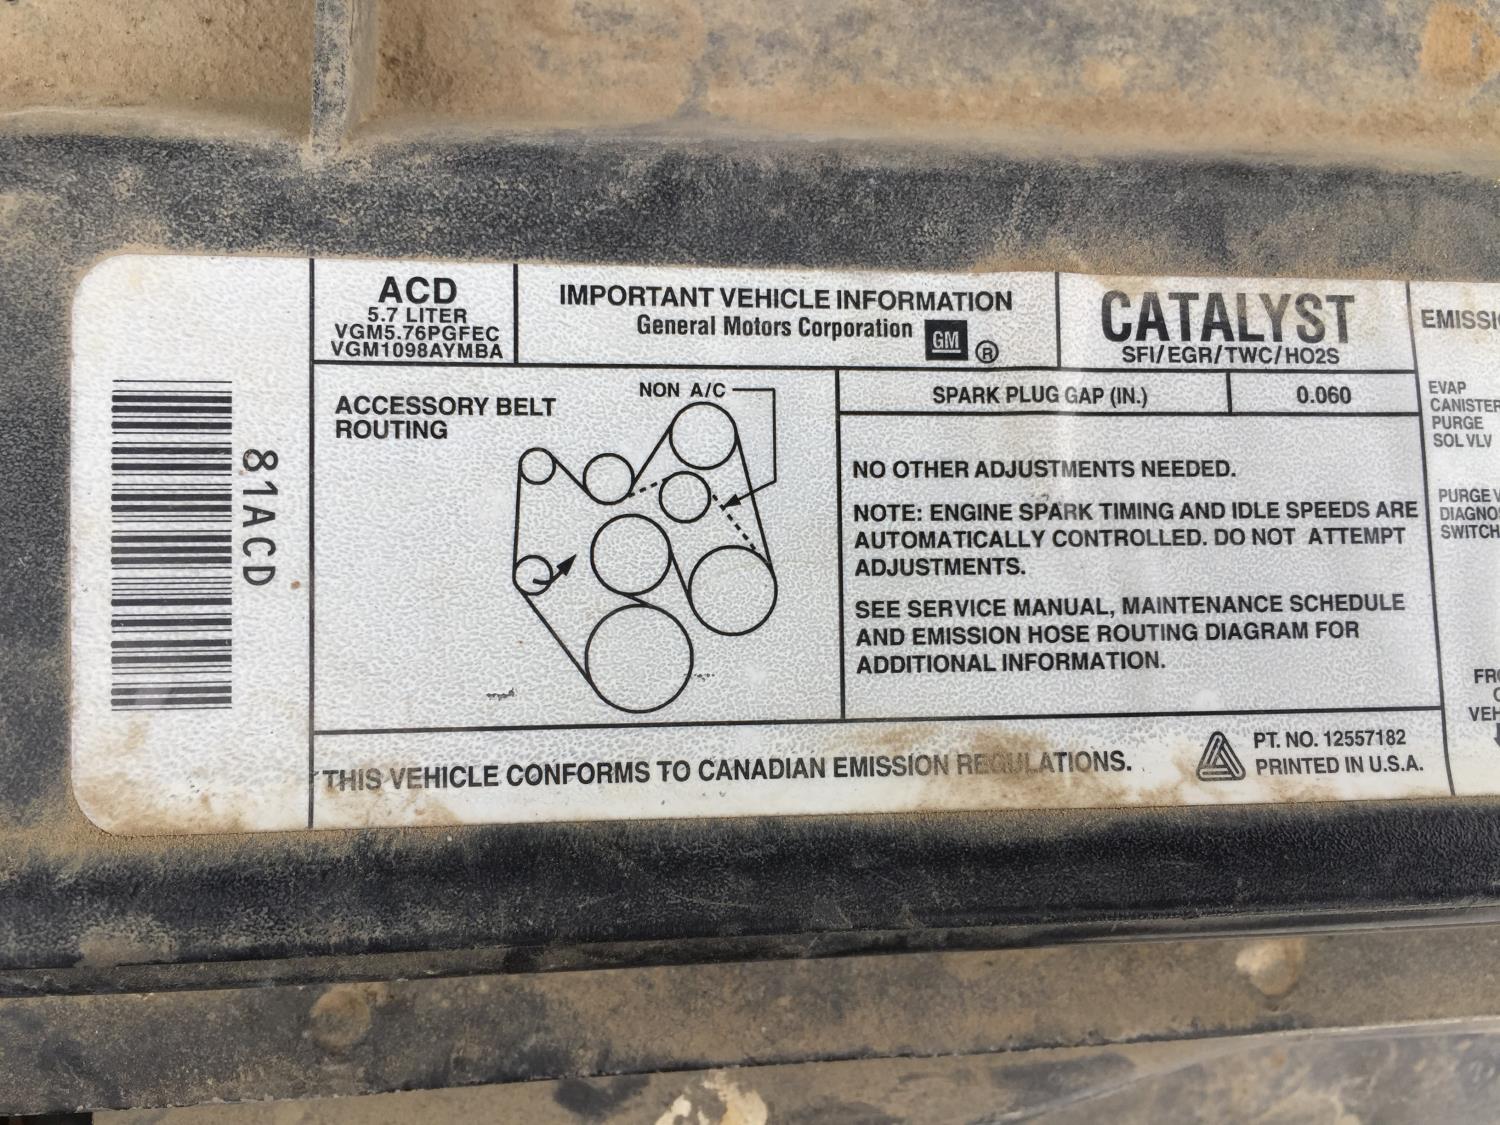 81ACD
ACD
5.7 LITER
VGM5.76PGFEC
VGM1098AYMBA
IMPORTANT VEHICLE INFORMATION
General Motors Corporation GM ®
CATALYST
SFI/EGR/TWC/HO2S
ACCESSORY BELT
ROUTING
NON A/C
SPARK PLUG GAP (IN.) 0.060
NO OTHER ADJUSTMENTS NEEDED.
NOTE: ENGINE SPARK TIMING AND IDLE SPEEDS ARE
AUTOMATICALLY CONTROLLED. DO NOT ATTEMPT
ADJUSTMENTS.
SEE SERVICE MANUAL, MAINTENANCE SCHEDULE
AND EMISSION HOSE ROUTING DIAGRAM FOR
ADDITIONAL INFORMATION.
THIS VEHICLE CONFORMS TO CANADIAN EMISSION REGULATIONS.
PT. NO. 12557182
PRINTED IN U.S.A.
EVAP
CANISTER
PURGE
SOL VLV
PURGE
SWITCH